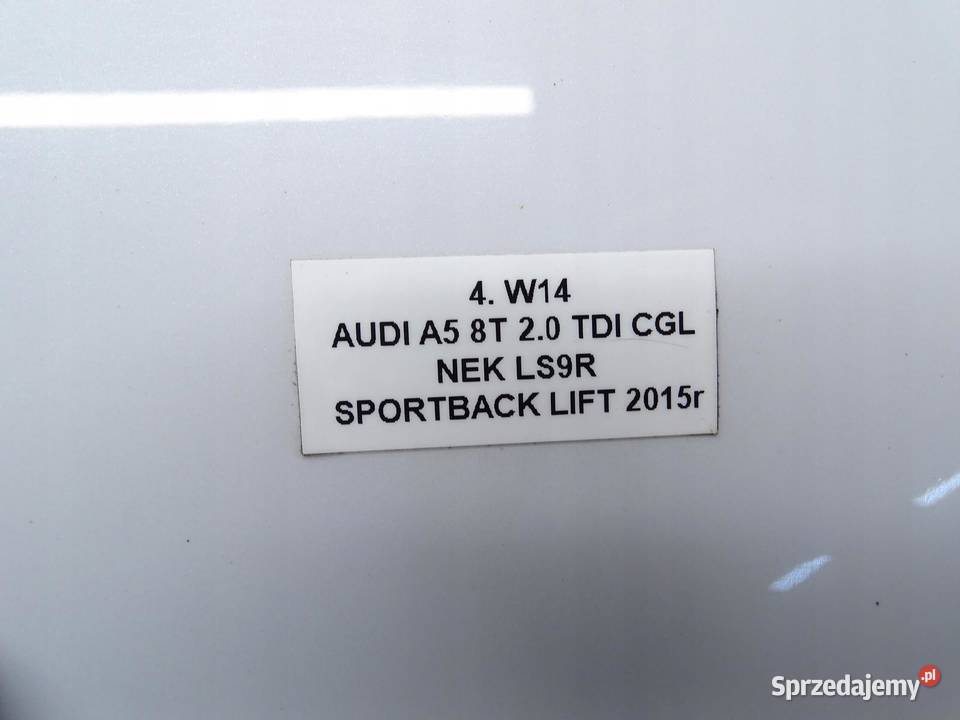 4. W14
AUDI A5 8T 2.0 TDI CGL
NEK LS9R
SPORTBACK LIFT 2015r
Sprzedajemy.pl